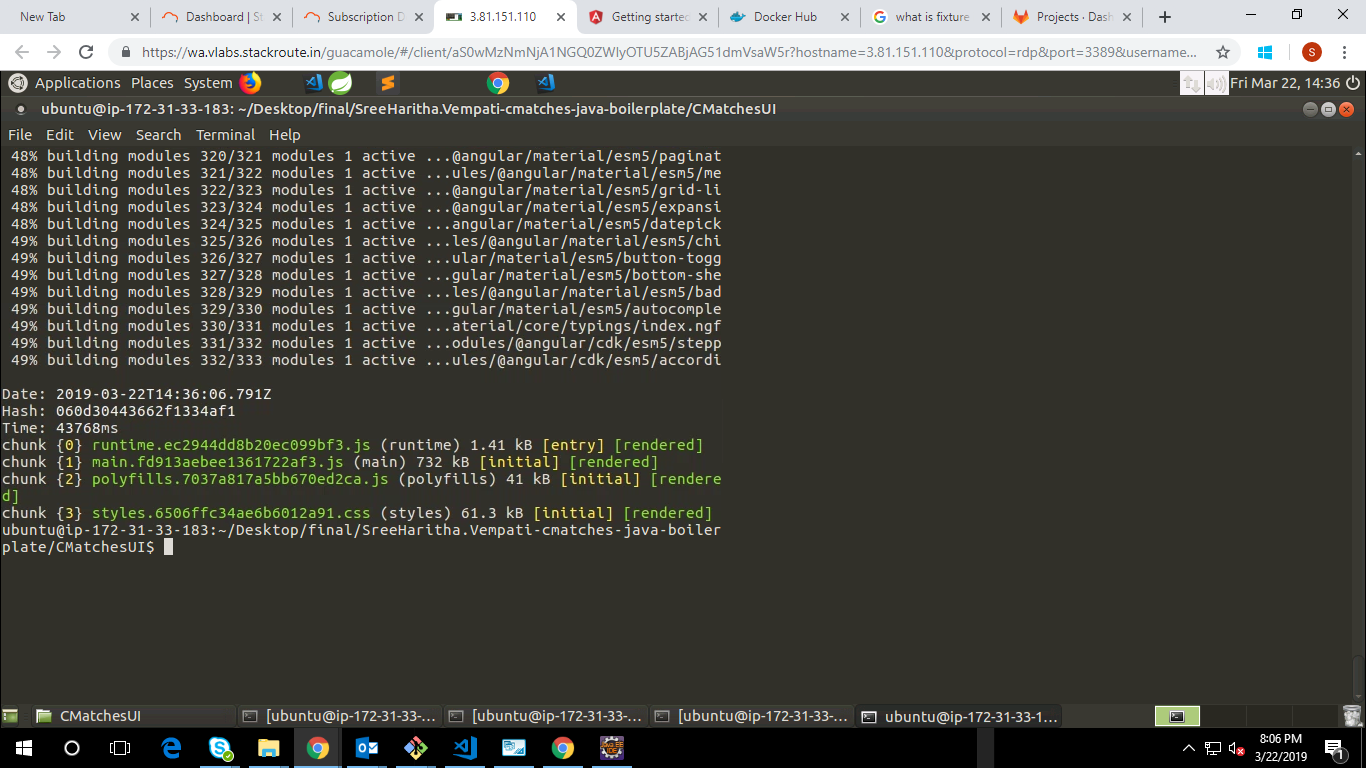 New Tab
Dashboard | St
Subscription D
3.81.151.110
Getting started
Docker Hub
what is fixture
Projects · Dash
https://wa.vlabs.stackroute.in/guacamole/#/client/aS0wMzNmNjA1NGQ0ZWIyOTU5ZABjAG51dmVsaW5r?hostname=3.81.151.110&protocol=rdp&port=3389&username...
S
Applications Places System
Fri Mar 22, 14:36
ubuntu@ip-172-31-33-183: ~/Desktop/final/SreeHaritha.Vempati-cmatches-java-boilerplate/CMatchesUI
File Edit View Search Terminal Help
48% building modules 320/321 modules 1 active ...@angular/material/esm5/paginat
48% building modules 321/322 modules 1 active ...ules/@angular/material/esm5/me
48% building modules 322/323 modules 1 active ...@angular/material/esm5/grid-li
48% building modules 323/324 modules 1 active ...@angular/material/esm5/expansi
48% building modules 324/325 modules 1 active ...angular/material/esm5/datepick
49% building modules 325/326 modules 1 active ...les/@angular/material/esm5/chi
49% building modules 326/327 modules 1 active ...ular/material/esm5/button-togg
49% building modules 327/328 modules 1 active ...gular/material/esm5/bottom-she
49% building modules 328/329 modules 1 active ...les/@angular/material/esm5/bad
49% building modules 329/330 modules 1 active ...gular/material/esm5/autocomple
49% building modules 330/331 modules 1 active ...aterial/core/typings/index.ngf
49% building modules 331/332 modules 1 active ...odules/@angular/cdk/esm5/stepp
49% building modules 332/333 modules 1 active ...ules/@angular/cdk/esm5/accordi
Date: 2019-03-22T14:36:06.791Z
Hash: 060d30443662f1334af1
Time: 43768ms
chunk {0} runtime.ec2944dd8b20ec099bf3.js (runtime) 1.41 kB [entry] [rendered]
chunk {1} main.fd913aebee1361722af3.js (main) 732 kB [initial] [rendered]
chunk {2} polyfills.7037a817a5bb670ed2ca.js (polyfills) 41 kB [initial] [rendere
d]
chunk {3} styles.6506ffc34ae6b6012a91.css (styles) 61.3 kB [initial] [rendered]
ubuntu@ip-172-31-33-183:~/Desktop/final/SreeHaritha.Vempati-cmatches-java-boiler
plate/CMatchesUI$
CMatchesUI
[ubuntu@ip-172-31-33-...
[ubuntu@ip-172-31-33-...
[ubuntu@ip-172-31-33-...
ubuntu@ip-172-31-33-1...
8:06 PM
3/22/2019
1